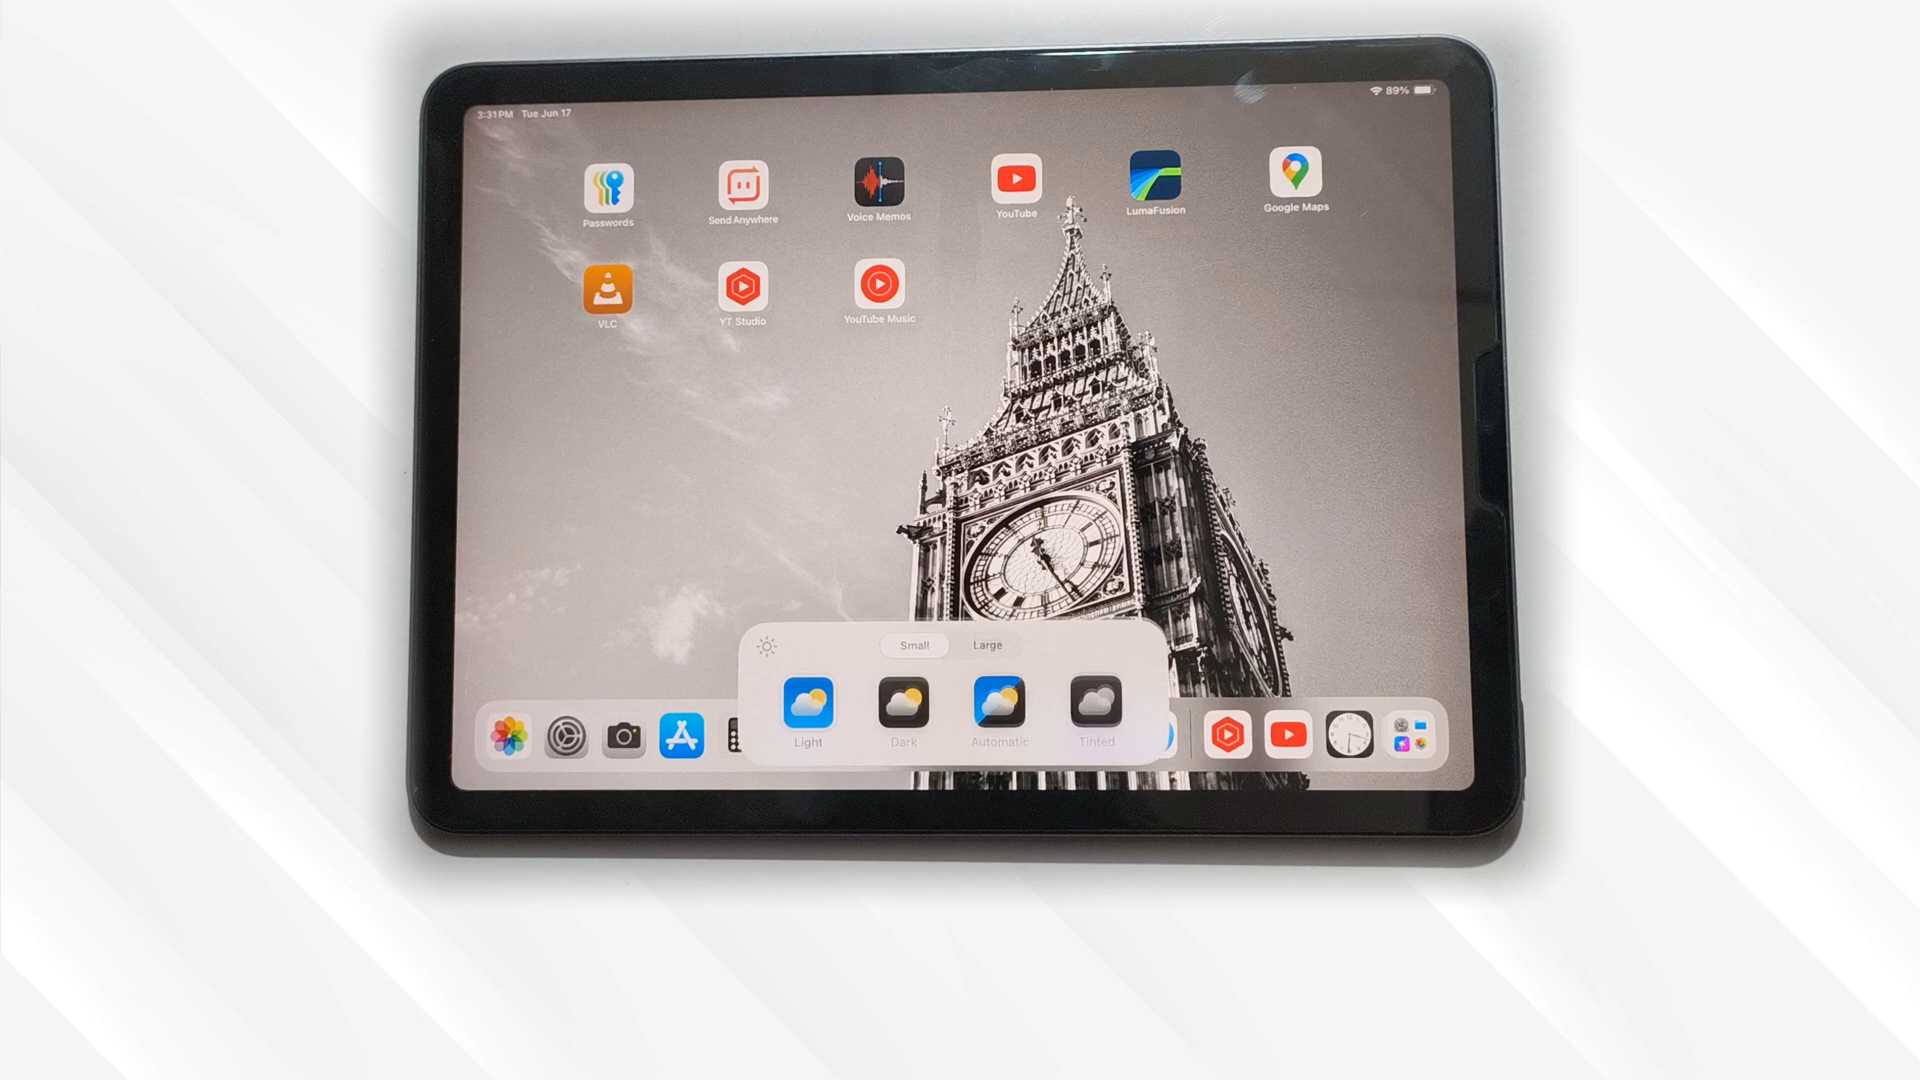 3:31 PM Tue Jun 17
89%
Passwords
Send Anywhere
Voice Memos
YouTube
LumaFusion
Google Maps
VLC
YT Studio
YouTube Music
Small Large
Light Dark Automatic Tinted